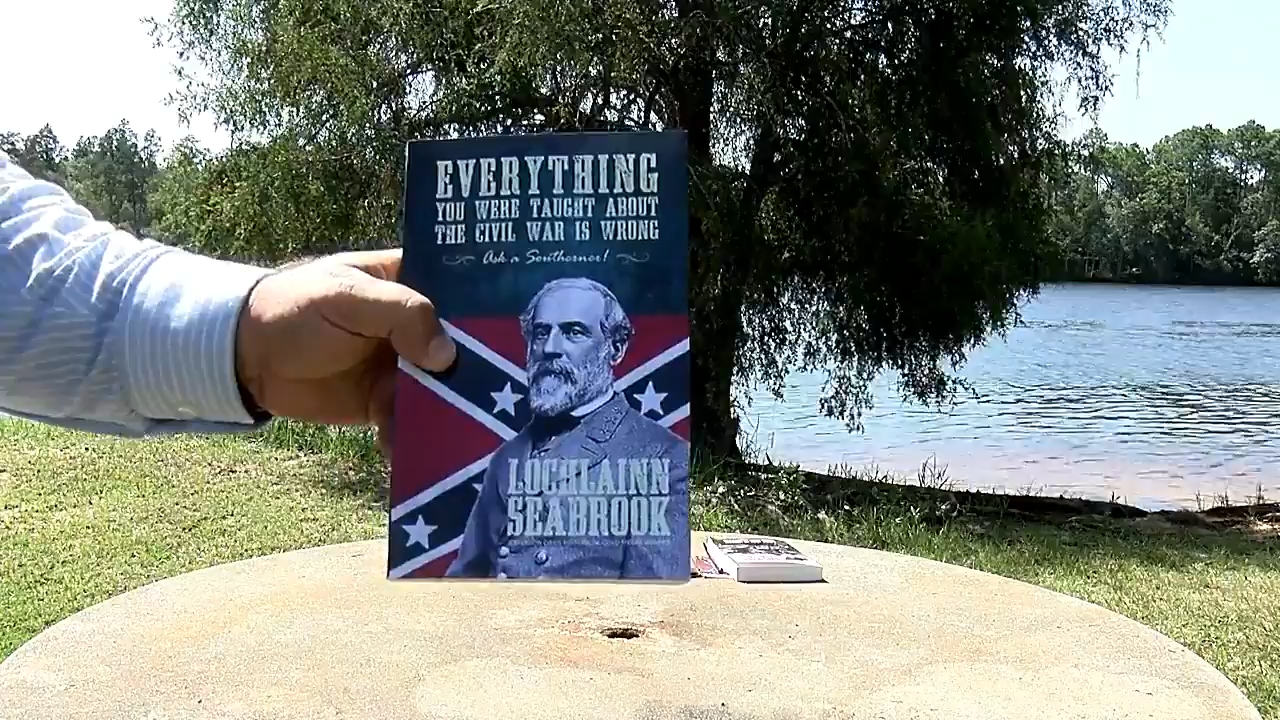 EVERYTHING
YOU WERE TAUGHT ABOUT
THE CIVIL WAR IS WRONG
Ask a Southerner!
LOCHLAINN
SEABROOK